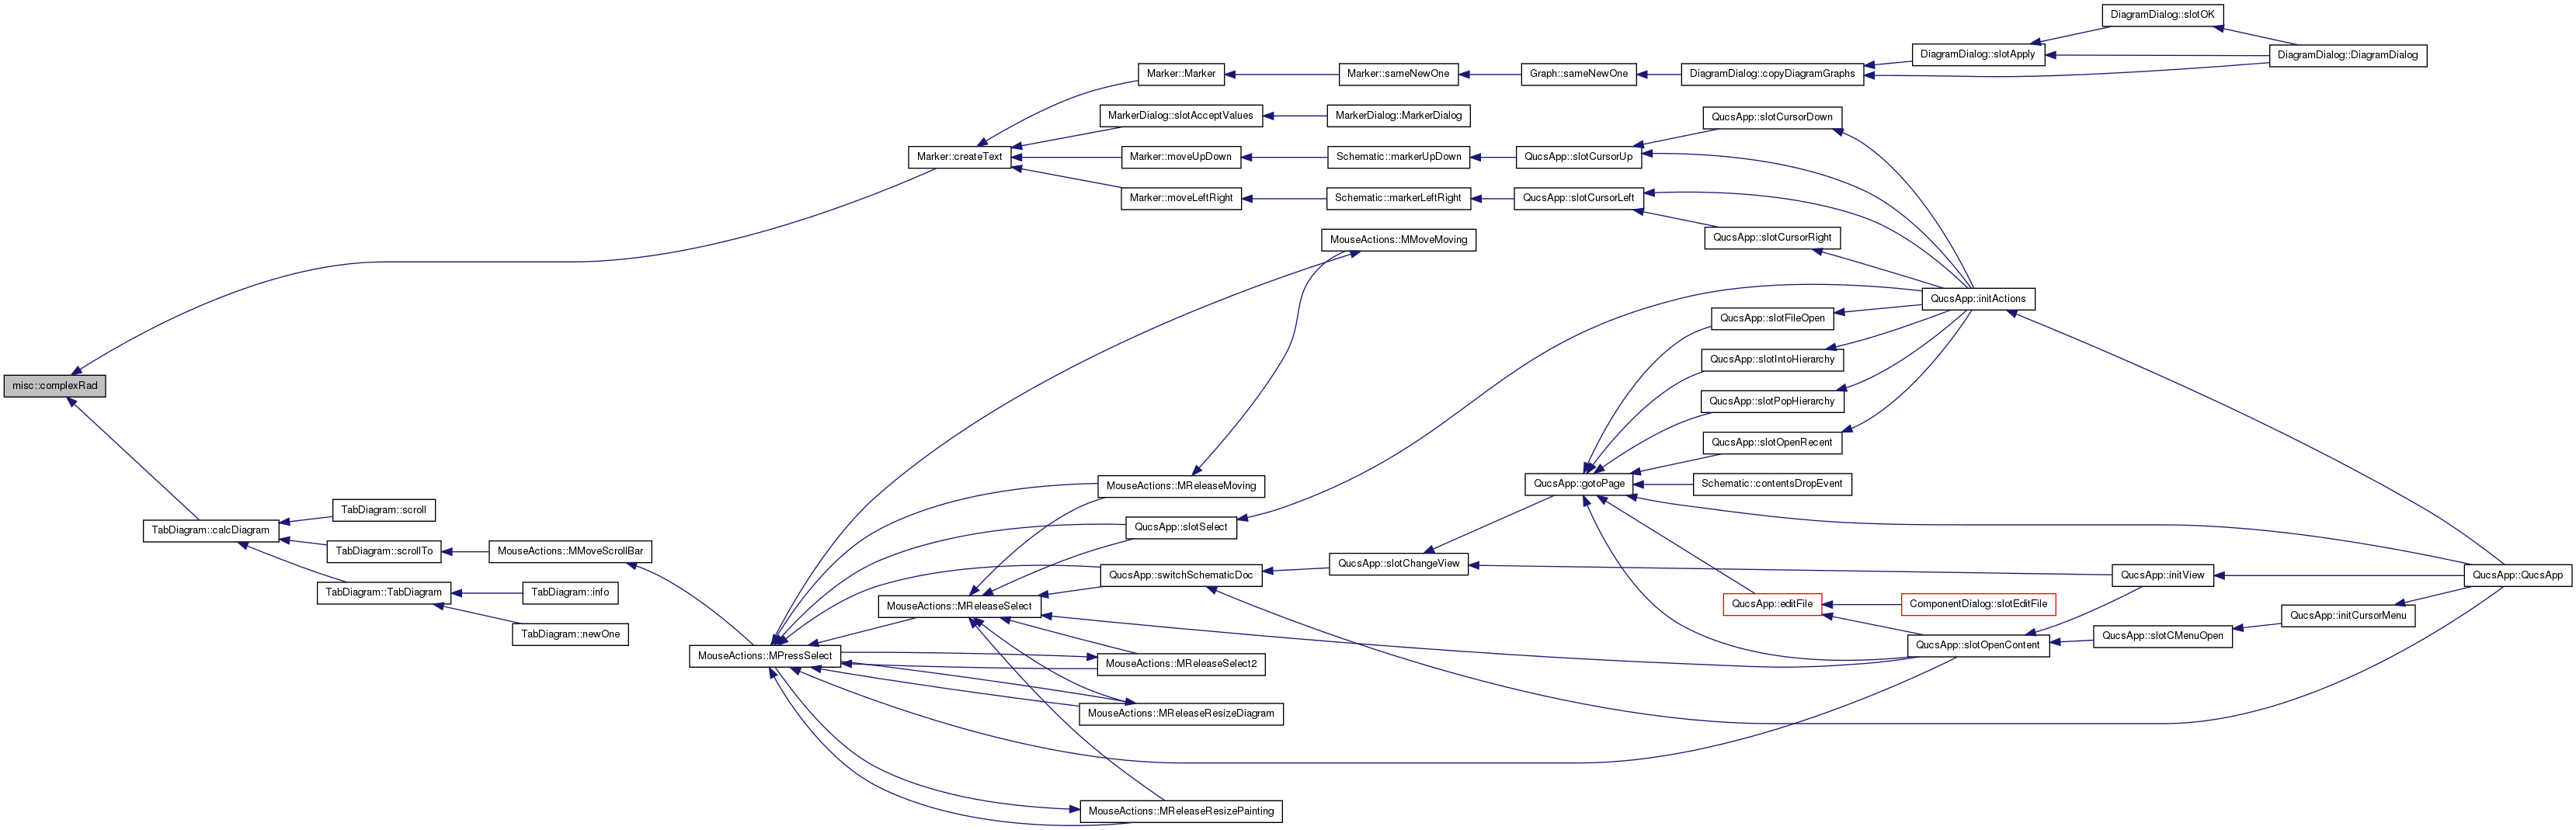 DiagramDialog::slotOK
DiagramDialog::slotApply
DiagramDialog::DiagramDialog
Marker::Marker
Marker::sameNewOne
Graph::sameNewOne
DiagramDialog::copyDiagramGraphs
MarkerDialog::slotAcceptValues
MarkerDialog::MarkerDialog
QucsApp::slotCursorDown
Marker::createText
Marker::moveUpDown
Schematic::markerUpDown
QucsApp::slotCursorUp
Marker::moveLeftRight
Schematic::markerLeftRight
QucsApp::slotCursorLeft
MouseActions::MMoveMoving
QucsApp::slotCursorRight
QucsApp::initActions
QucsApp::slotFileOpen
QucsApp::slotIntoHierarchy
misc::complexRad
QucsApp::slotPopHierarchy
QucsApp::slotOpenRecent
MouseActions::MReleaseMoving
QucsApp::gotoPage
Schematic::contentsDropEvent
TabDiagram::scroll
TabDiagram::calcDiagram
QucsApp::slotSelect
TabDiagram::scrollTo
MouseActions::MMoveScrollBar
QucsApp::slotChangeView
QucsApp::switchSchematicDoc
QucsApp::initView
QucsApp::QucsApp
TabDiagram::TabDiagram
TabDiagram::info
MouseActions::MReleaseSelect
QucsApp::editFile
ComponentDialog::slotEditFile
QucsApp::initCursorMenu
TabDiagram::newOne
QucsApp::slotCMenuOpen
QucsApp::slotOpenContent
MouseActions::MPressSelect
MouseActions::MReleaseSelect2
MouseActions::MReleaseResizeDiagram
MouseActions::MReleaseResizePainting